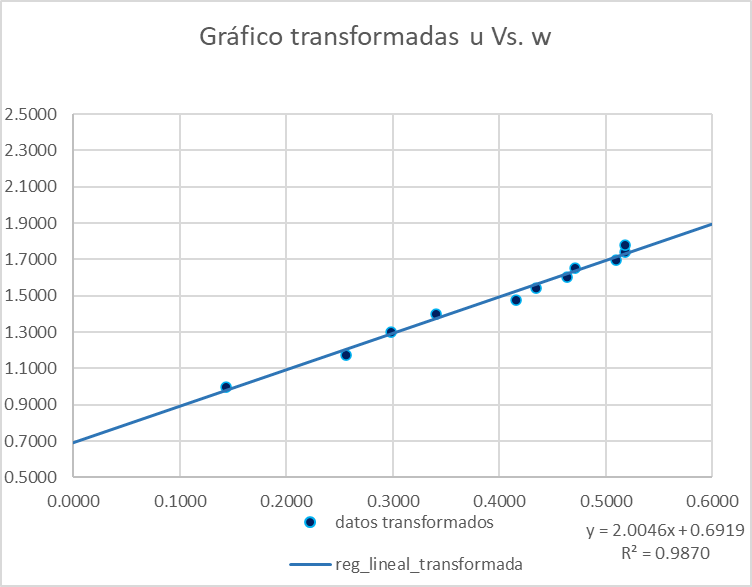 Gráfico transformadas u Vs. w
2.5000
2.3000
2.1000
1.9000
1.7000
1.5000
1.3000
1.1000
0.9000
0.7000
0.5000
0.0000 0.1000 0.2000 0.3000 0.4000 0.5000 0.6000
datos transformados
y = 2.0046x + 0.6919
R² = 0.9870
reg_lineal_transformada